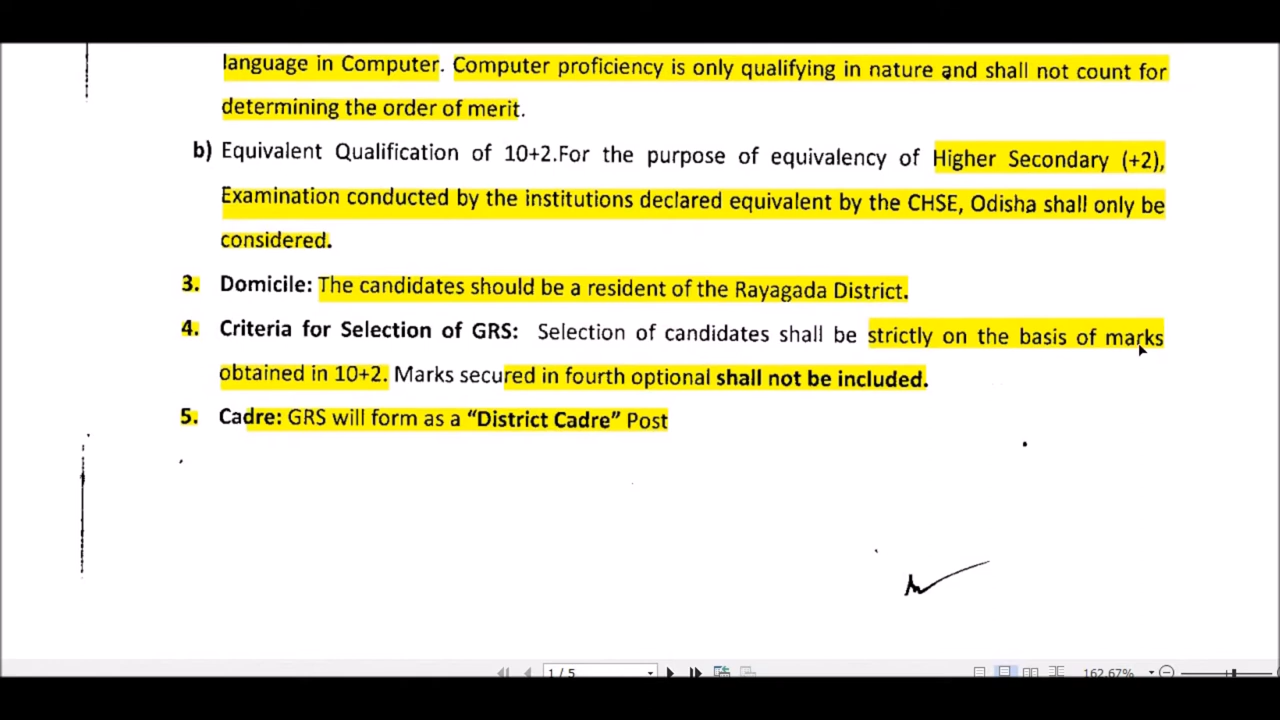 language in Computer. Computer proficiency is only qualifying in nature and shall not count for
determining the order of merit.
b) Equivalent Qualification of 10+2.For the purpose of equivalency of Higher Secondary (+2),
Examination conducted by the institutions declared equivalent by the CHSE, Odisha shall only be
considered.
3. Domicile: The candidates should be a resident of the Rayagada District.
4. Criteria for Selection of GRS: Selection of candidates shall be strictly on the basis of marks
obtained in 10+2. Marks secured in fourth optional shall not be included.
5. Cadre: GRS will form as a “District Cadre” Post
1 / 5
162.67%